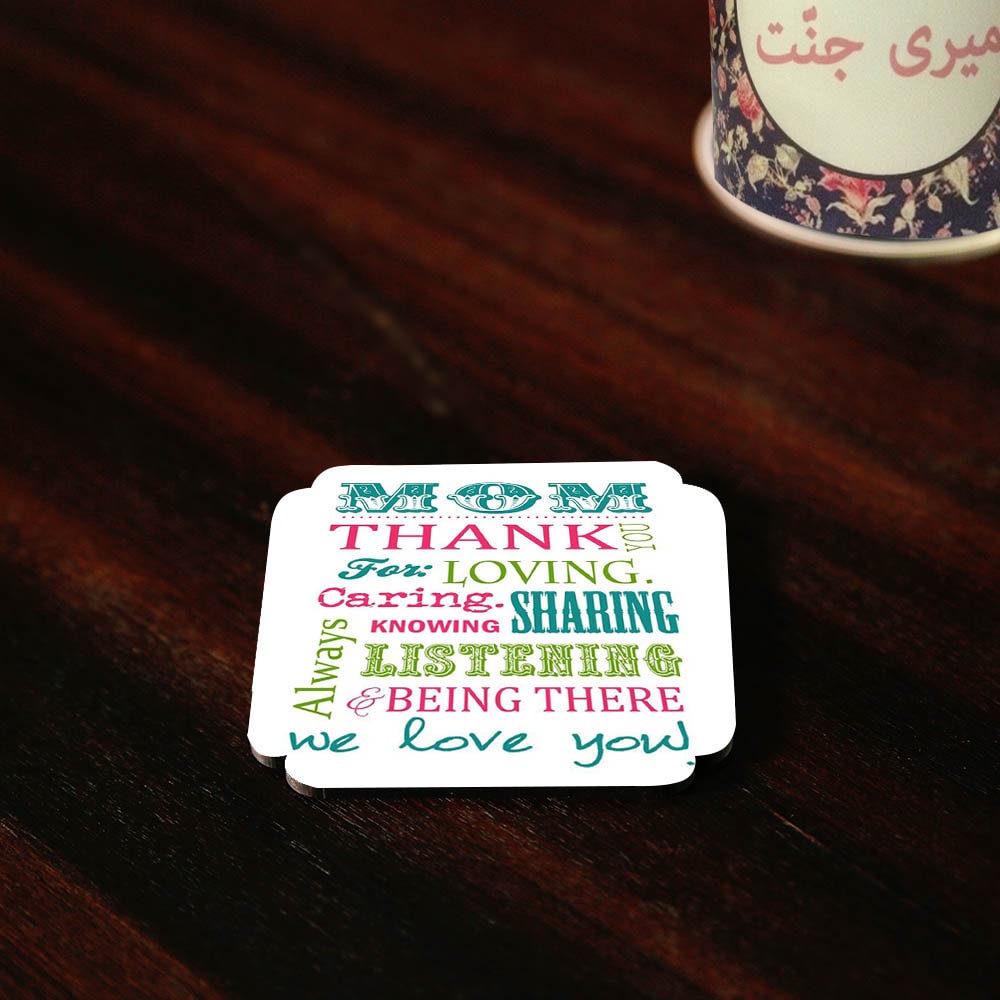 میری جنّت
MOM
THANK YOU
For: LOVING.
Caring.
KNOWING SHARING
Always LISTENING
& BEING THERE
we love you.